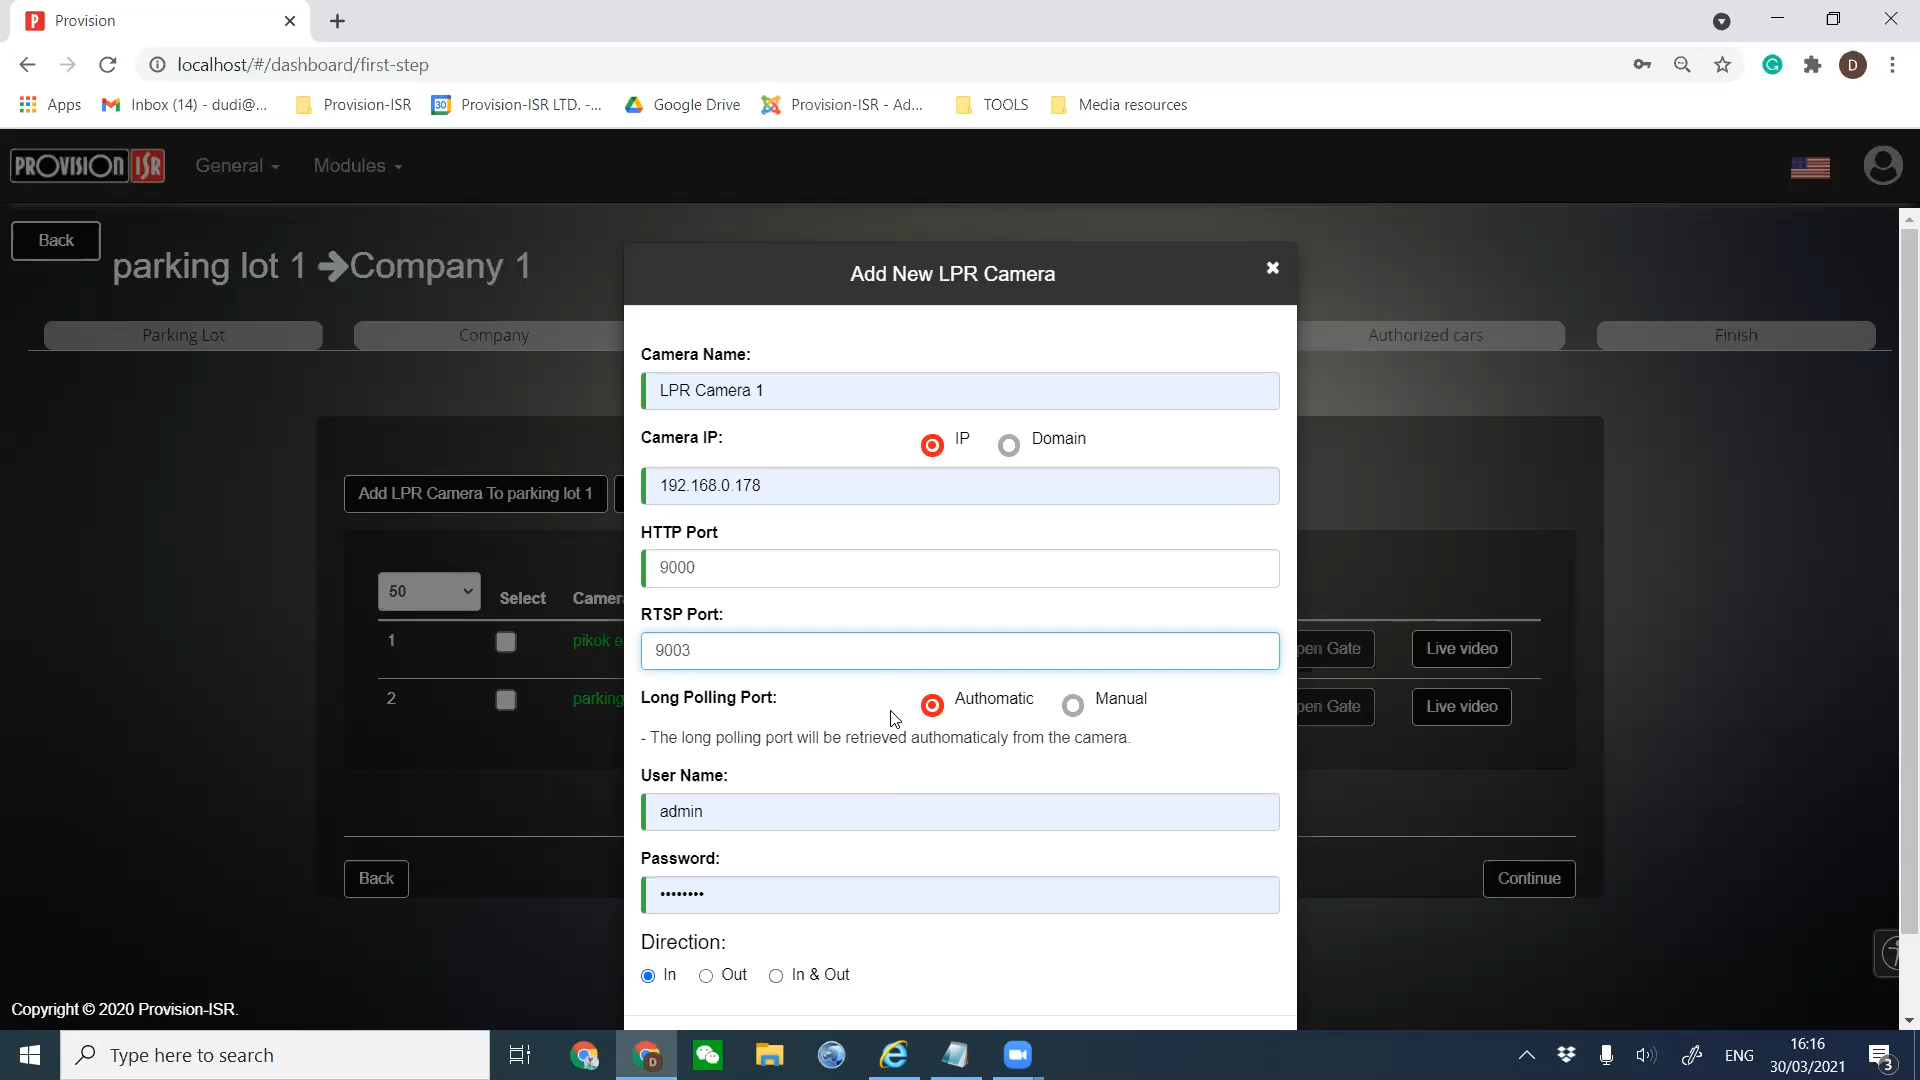 Provision
localhost/#/dashboard/first-step
D
Apps
Inbox (14) - dudi@...
Provision-ISR
30
Provision-ISR LTD. -...
Google Drive
Provision-ISR - Ad...
TOOLS
Media resources
PROVISION ISR
General
Modules
Back
parking lot 1 Company 1
Add New LPR Camera
Parking Lot
Company
Authorized cars
Finish
Camera Name:
LPR Camera 1
Camera IP:
IP
Domain
192.168.0.178
Add LPR Camera To parking lot 1
HTTP Port
9000
50
Select
RTSP Port:
9003
1
pikok
Live video
Long Polling Port:
Authomatic
Manual
2
parking
Gate
Live video
- The long polling port will be retrieved authomaticaly from the camera.
User Name:
admin
Password:
••••••••
Back
Continue
Direction:
In
Out
In & Out
Copyright © 2020 Provision-ISR.
Type here to search
ENG
16:16
30/03/2021
3